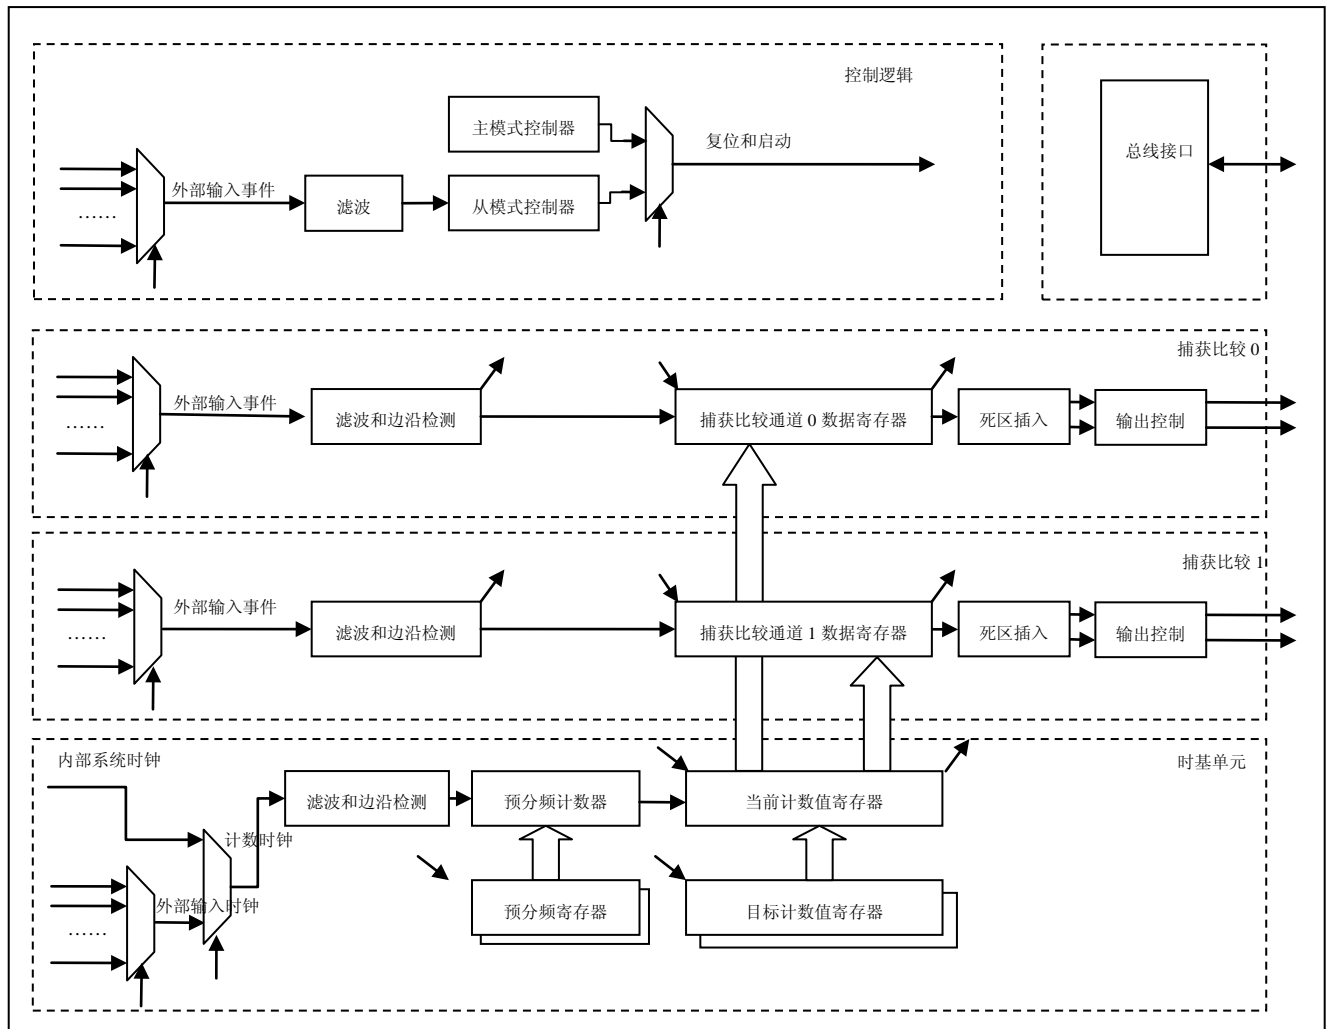 控制逻辑
主模式控制器
复位和启动
总线接口
外部输入事件
滤波
从模式控制器
……
捕获比较 0
外部输入事件
滤波和边沿检测
捕获比较通道 0 数据寄存器
死区插入
输出控制
……
捕获比较 1
外部输入事件
滤波和边沿检测
捕获比较通道 1 数据寄存器
死区插入
输出控制
……
内部系统时钟
时基单元
滤波和边沿检测
预分频计数器
当前计数值寄存器
计数时钟
外部输入时钟
预分频寄存器
目标计数值寄存器
……